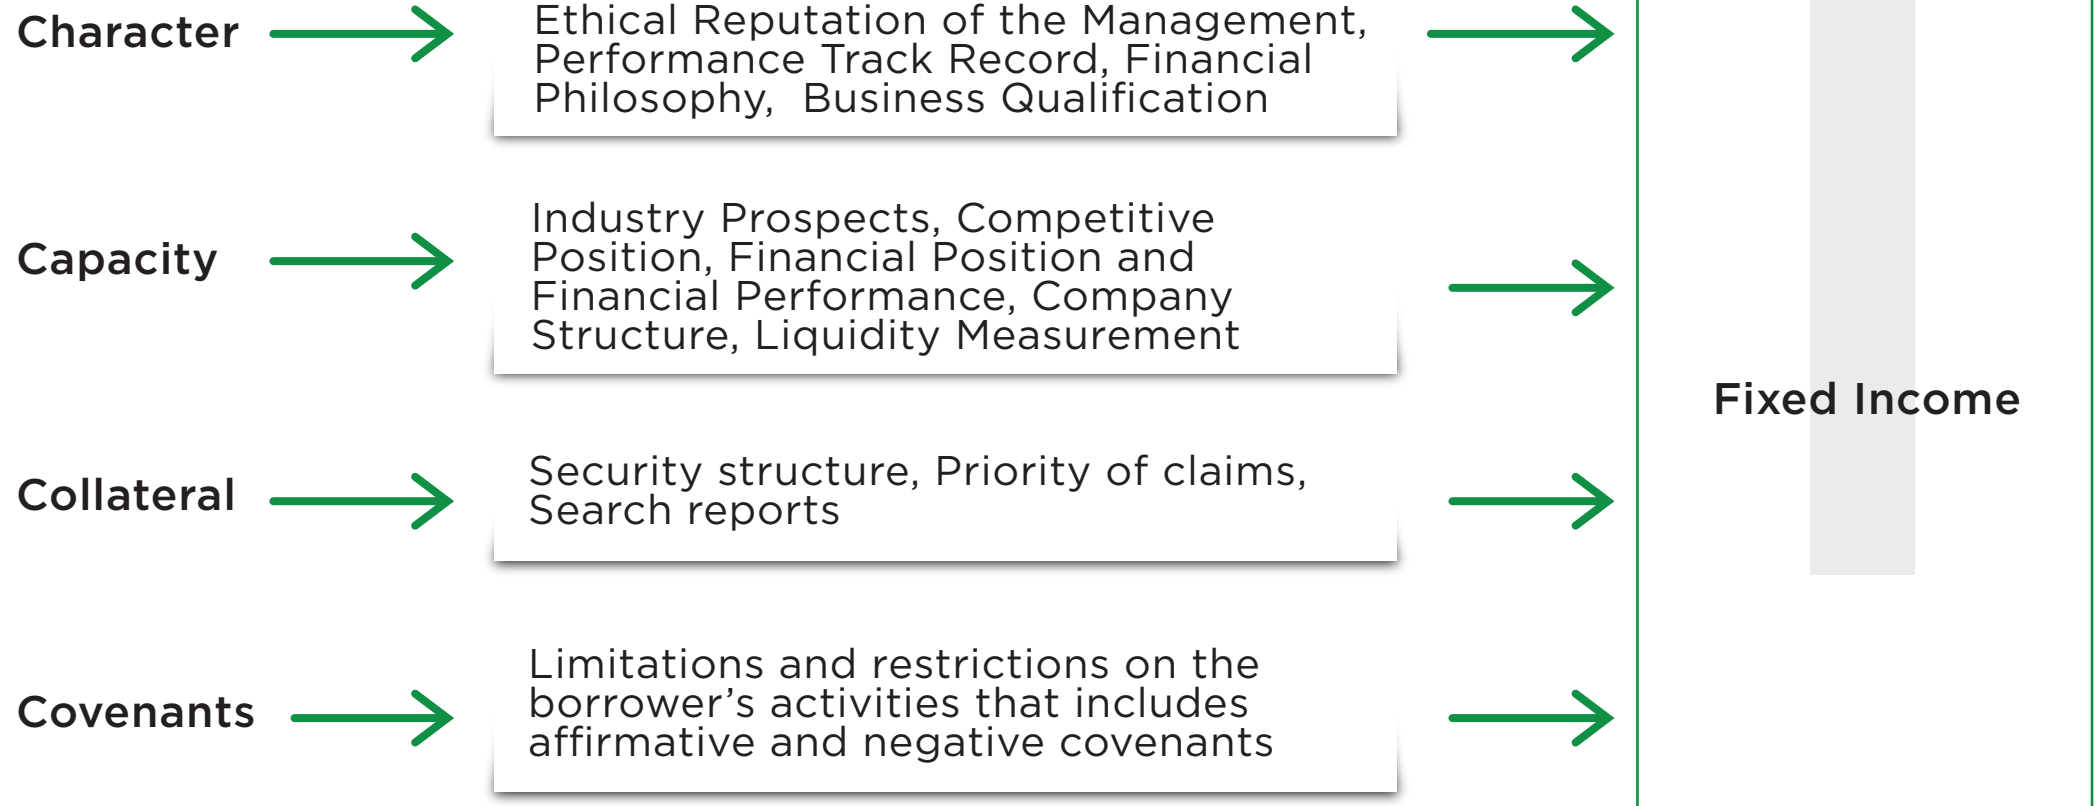 Character
Ethical Reputation of the Management,
Performance Track Record, Financial
Philosophy,  Business Qualification
Capacity
Industry Prospects, Competitive
Position, Financial Position and
Financial Performance, Company
Structure, Liquidity Measurement
Fixed Income
Collateral
Security structure, Priority of claims,
Search reports
Covenants
Limitations and restrictions on the
borrower’s activities that includes
affirmative and negative covenants